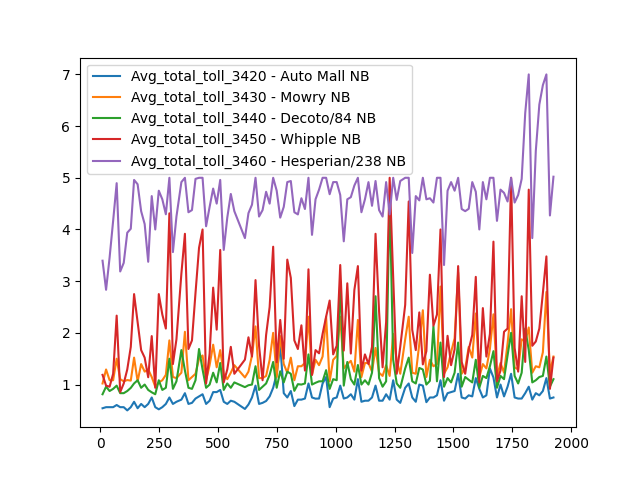 Avg_total_toll_3420 - Auto Mall NB
Avg_total_toll_3430 - Mowry NB
Avg_total_toll_3440 - Decoto/84 NB
Avg_total_toll_3450 - Whipple NB
Avg_total_toll_3460 - Hesperian/238 NB
7
6
5
4
3
2
1
0 250 500 750 1000 1250 1500 1750 2000